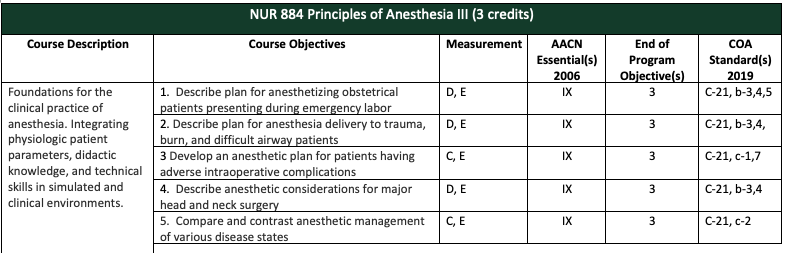 NUR 884 Principles of Anesthesia III (3 credits)
Course Description
Course Objectives
Measurement
AACN
Essential(s)
2006
End of
Program
Objective(s)
COA
Standard(s)
2019
Foundations for the
clinical practice of
anesthesia. Integrating
physiologic patient
parameters, didactic
knowledge, and technical
skills in simulated and
clinical environments.
1. Describe plan for anesthetizing obstetrical
patients presenting during emergency labor
D, E
IX
3
C-21, b-3,4,5
2. Describe plan for anesthesia delivery to trauma,
burn, and difficult airway patients
D, E
IX
3
C-21, b-3,4,
3 Develop an anesthetic plan for patients having
adverse intraoperative complications
C, E
IX
3
C-21, c-1,7
4. Describe anesthetic considerations for major
head and neck surgery
D, E
IX
3
C-21, b-3,4
5. Compare and contrast anesthetic management
of various disease states
C, E
IX
3
C-21, c-2